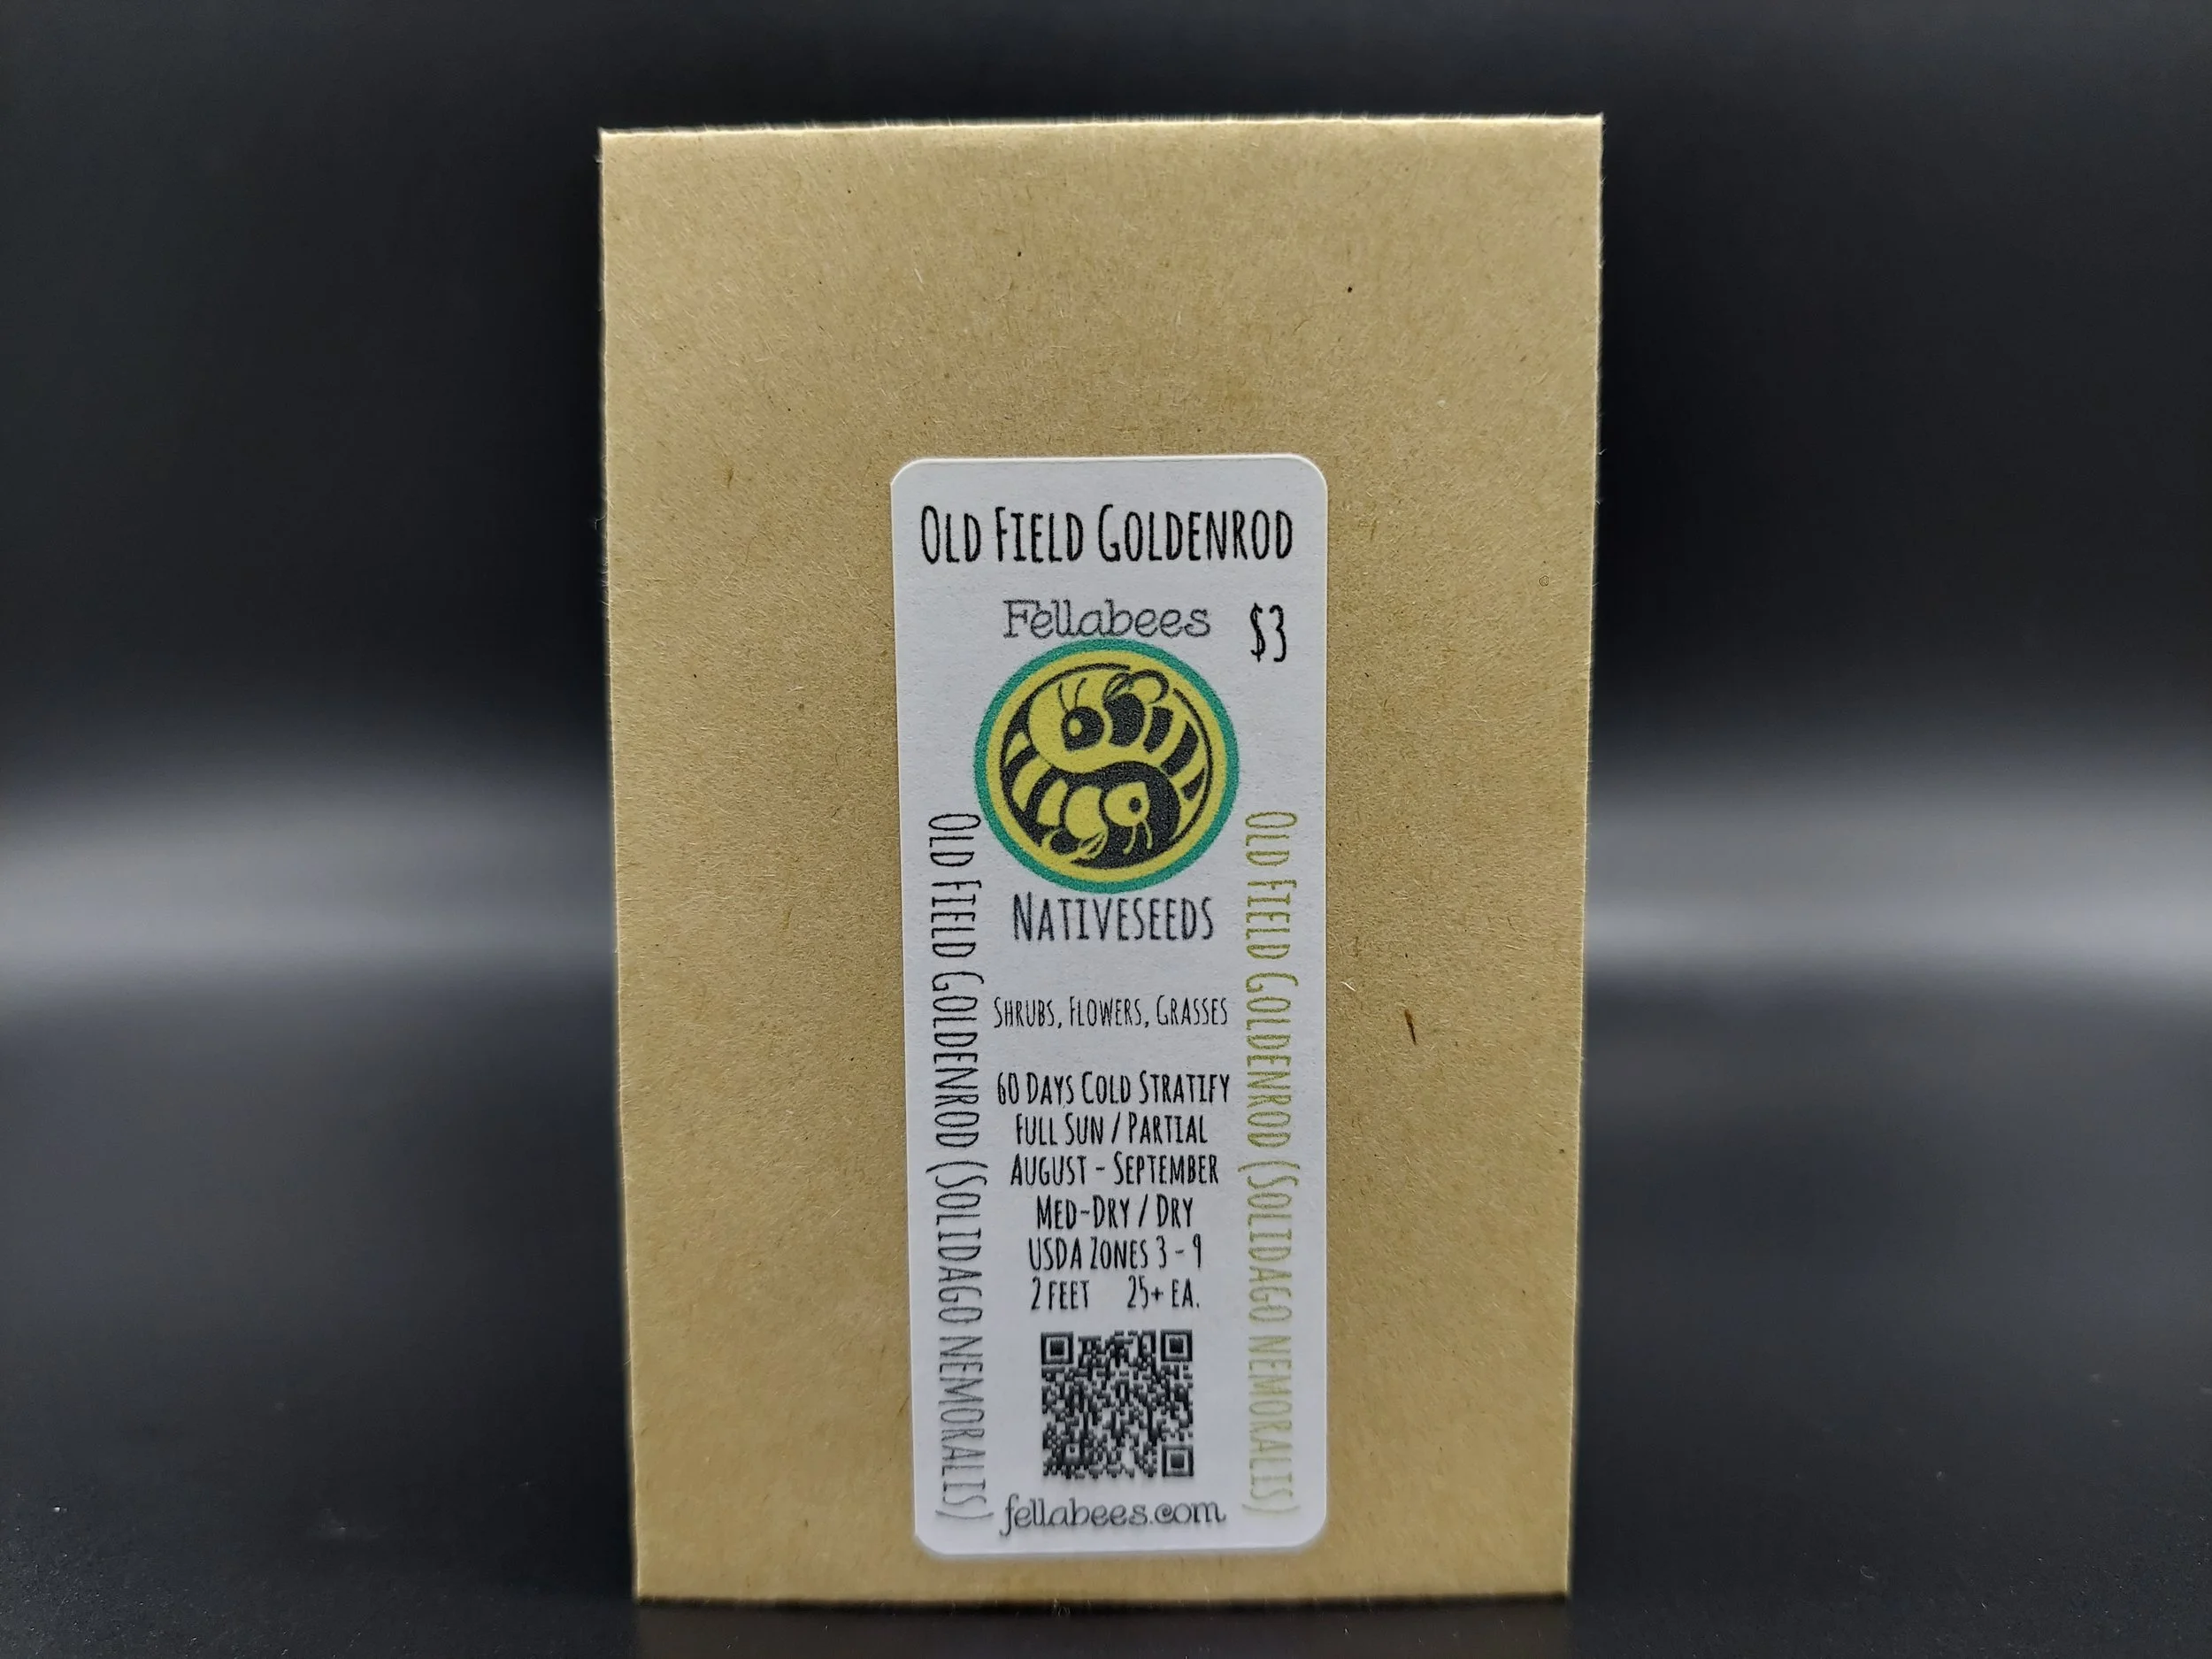 Old Field Goldenrod
Fellabees
$3
Nativeseeds
Old Field Goldenrod (Solidago nemoralis)
Old Field Goldenrod (Solidago nemoralis)
Shrubs, Flowers, Grasses
60 Days Cold Stratify
Full Sun / Partial
August - September
Med-Dry / Dry
USDA Zones 3 - 9
2 feet 25+ ea.
fellabees.com